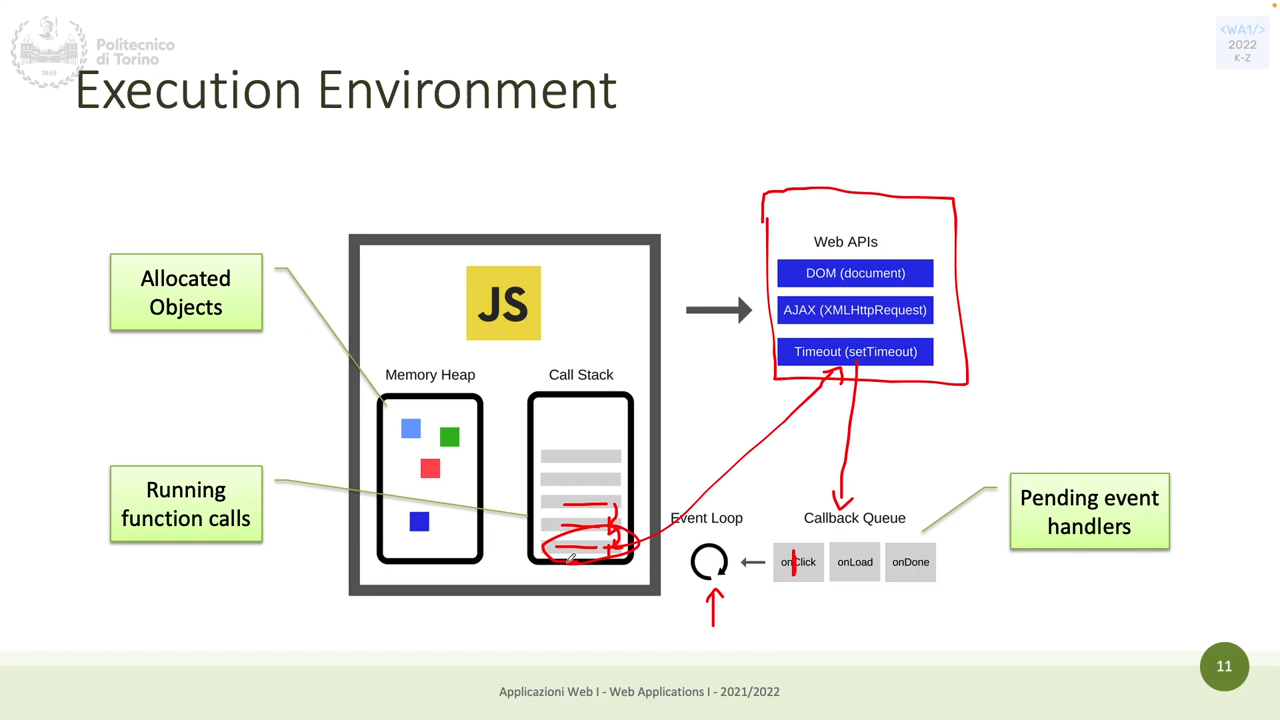 Politecnico
di Torino
1859
<WA1/>
2022
K-Z
Execution Environment
Allocated
Objects
Running
function calls
JS
Memory Heap
Call Stack
Web APIs
DOM (document)
AJAX (XMLHttpRequest)
Timeout (setTimeout)
Event Loop
Callback Queue
onClick
onLoad
onDone
Pending event
handlers
Applicazioni Web I - Web Applications I - 2021/2022
11